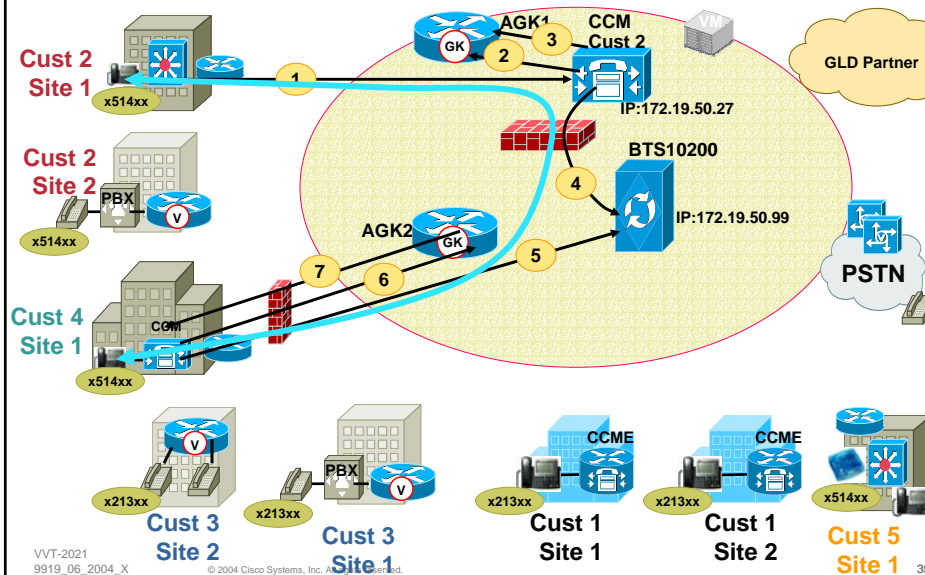 AGK1
GK
3
2
CCM
Cust 2
VM
GLD Partner
Cust 2
Site 1
x514xx
1
IP:172.19.50.27
BTS10200
4
IP:172.19.50.99
Cust 2
Site 2
PBX
V
x514xx
AGK2
GK
5
7
6
PSTN
Cust 4
Site 1
CCM
x514xx
V
x213xx
Cust 3
Site 2
PBX
V
x213xx
Cust 3
Site 1
CCME
x213xx
Cust 1
Site 1
CCME
x213xx
Cust 1
Site 2
x514xx
Cust 5
Site 1
VVT-2021
9919_06_2004_X
© 2004 Cisco Systems, Inc. All rights reserved.